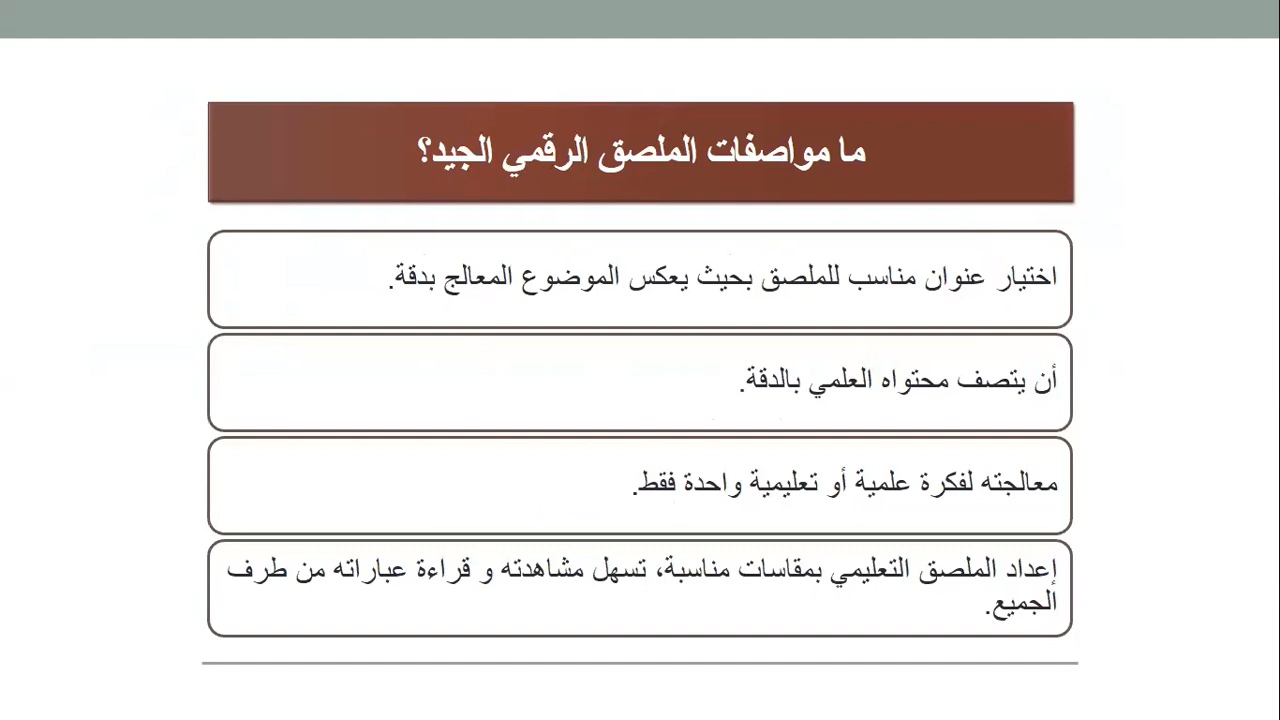 ما مواصفات الملصق الرقمي الجيد؟
اختيار عنوان مناسب للملصق بحيث يعكس الموضوع المعالج بدقة.
أن يتصف محتواه العلمي بالدقة.
معالجته لفكرة علمية أو تعليمية واحدة فقط.
إعداد الملصق التعليمي بمقاسات مناسبة، تسهل مشاهدته و قراءة عباراته من طرف
الجميع.